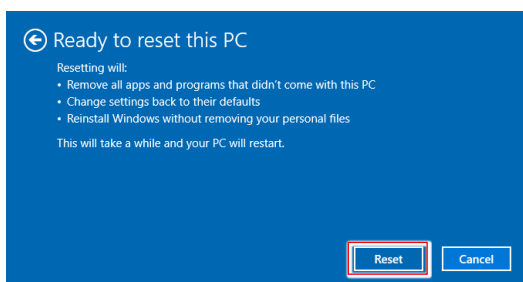 Ready to reset this PC
Resetting will:
• Remove all apps and programs that didn't come with this PC
• Change settings back to their defaults
• Reinstall Windows without removing your personal files
This will take a while and your PC will restart.
Reset
Cancel